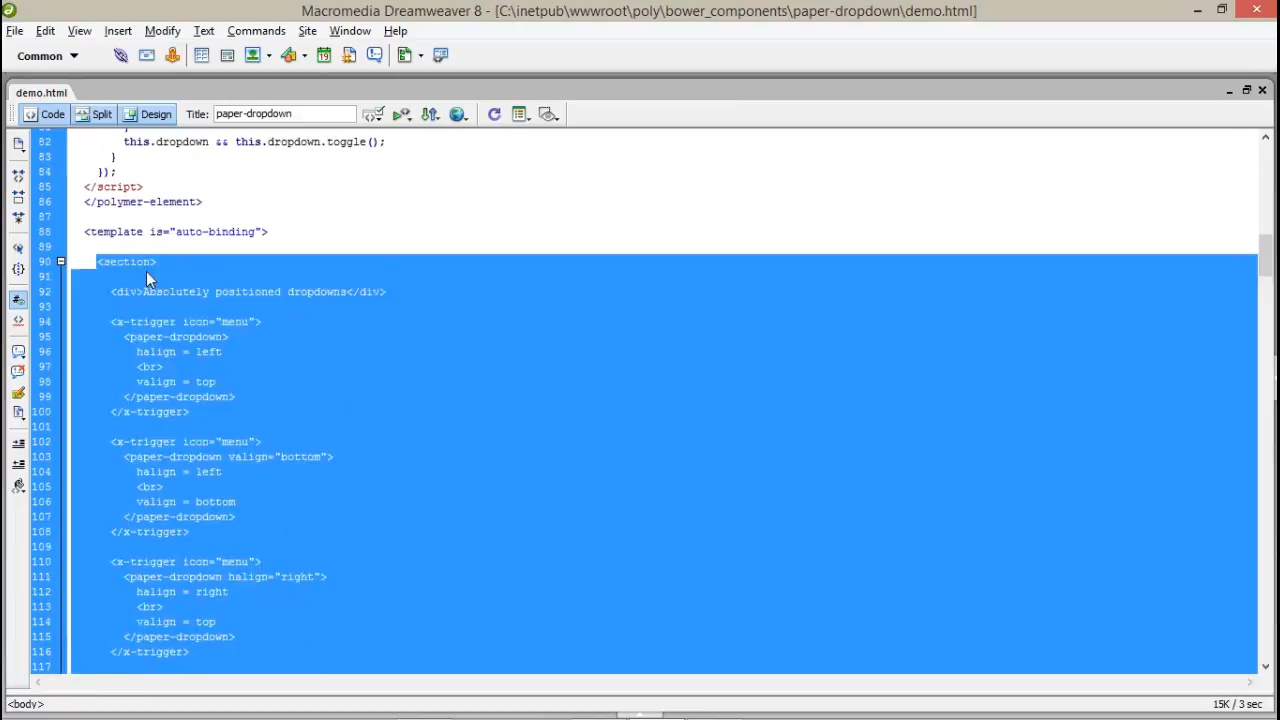 Macromedia Dreamweaver 8 - [C:\inetpub\wwwroot\poly\bower_components\paper-dropdown\demo.html]
File Edit View Insert Modify Text Commands Site Window Help
Common
demo.html
Code Split Design Title: paper-dropdown
82 this.dropdown && this.dropdown.toggle();
83 }
84 });
85 </script>
86 </polymer-element>
87
88 <template is="auto-binding">
89
90 <section>
91
92 <div>Absolutely positioned dropdowns</div>
93
94 <x-trigger icon="menu">
95 <paper-dropdown>
96 halign = left
97 <br>
98 valign = top
99 </paper-dropdown>
100 </x-trigger>
101
102 <x-trigger icon="menu">
103 <paper-dropdown valign="bottom">
104 halign = left
105 <br>
106 valign = bottom
107 </paper-dropdown>
108 </x-trigger>
109
110 <x-trigger icon="menu">
111 <paper-dropdown halign="right">
112 halign = right
113 <br>
114 valign = top
115 </paper-dropdown>
116 </x-trigger>
117
<body> 15K / 3 sec